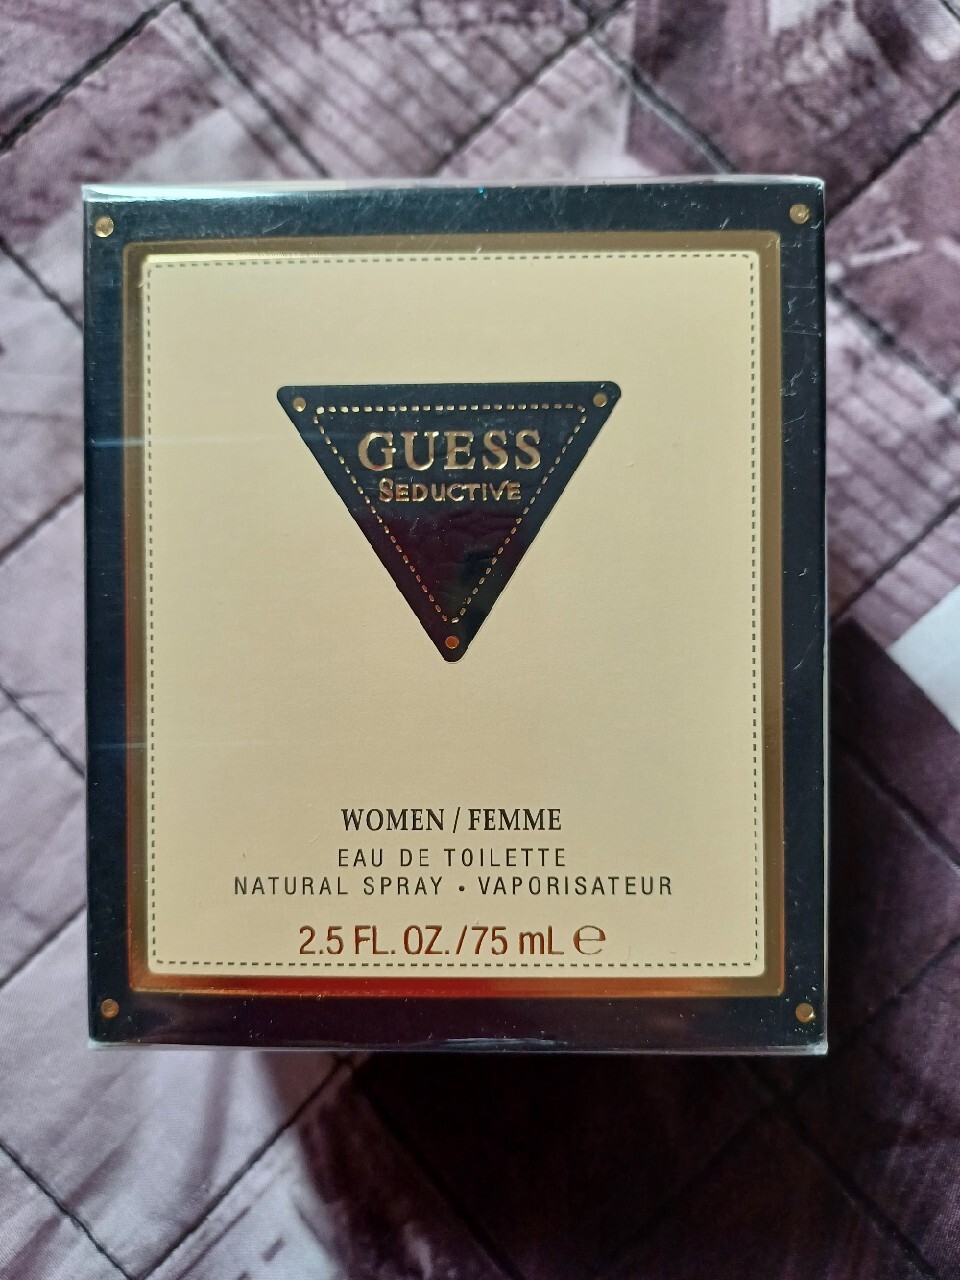 GUESS
SEDUCTIVE
WOMEN / FEMME
EAU DE TOILETTE
NATURAL SPRAY • VAPORISATEUR
2.5 FL. OZ. / 75 mL ℮